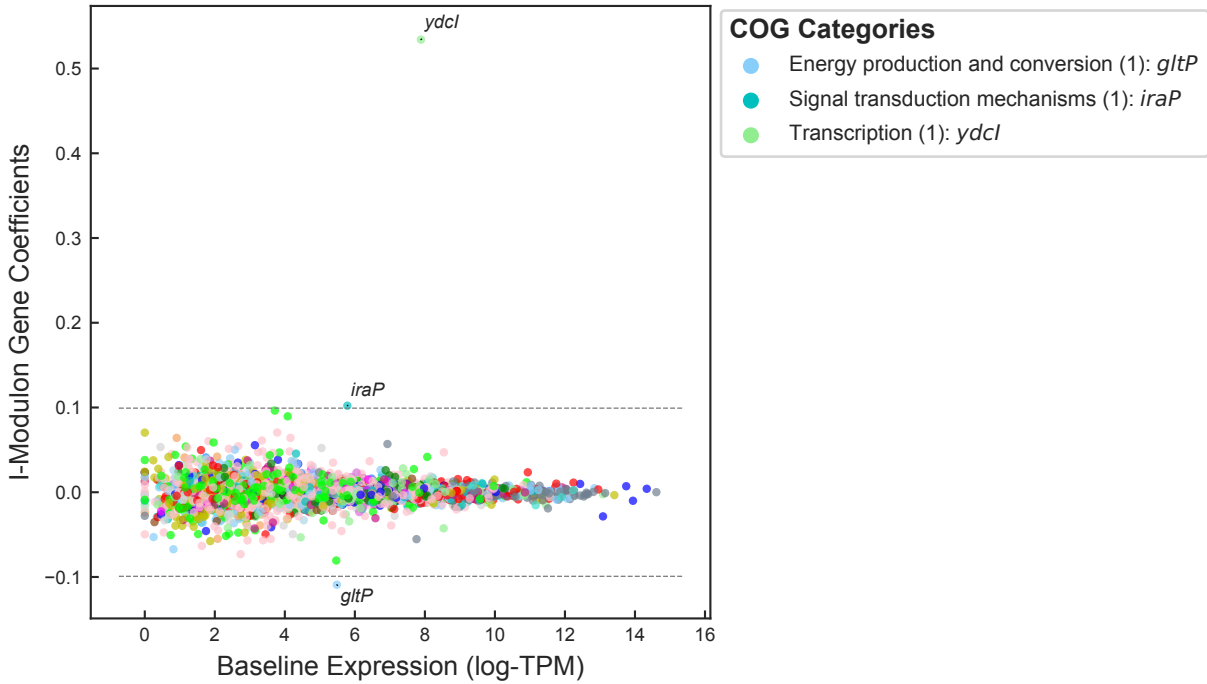 ydcI
iraP
gltP
I-Modulon Gene Coefficients
0.5
0.4
0.3
0.2
0.1
0.0
−0.1
0 2 4 6 8 10 12 14 16
Baseline Expression (log-TPM)
COG Categories
Energy production and conversion (1): gltP
Signal transduction mechanisms (1): iraP
Transcription (1): ydcI